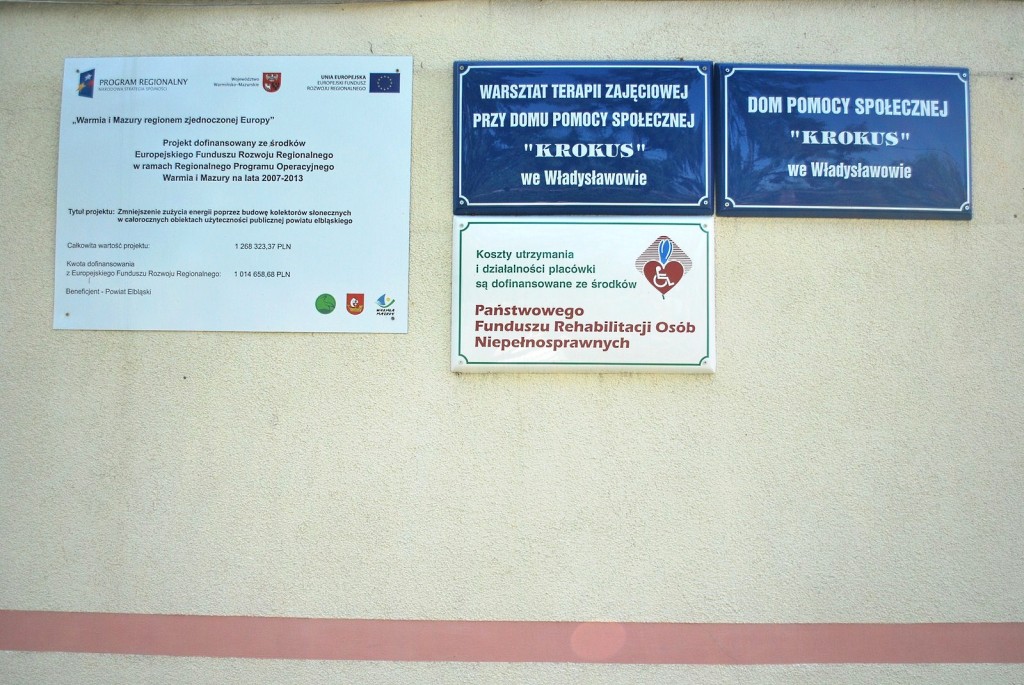 PROGRAM REGIONALNY
NARODOWA STRATEGIA SPÓJNOŚCI
Województwo
Warmińsko-Mazurskie
UNIA EUROPEJSKA
EUROPEJSKI FUNDUSZ
ROZWOJU REGIONALNEGO
„Warmia i Mazury regionem zjednoczonej Europy"
Projekt dofinansowany ze środków
Europejskiego Funduszu Rozwoju Regionalnego
w ramach Regionalnego Programu Operacyjnego
Warmia i Mazury na lata 2007-2013
Tytuł projektu: Zmniejszenie zużycia energii poprzez budowę kolektorów słonecznych
w całorocznych obiektach użyteczności publicznej powiatu elbląskiego
Całkowita wartość projektu: 1 268 323,37 PLN
Kwota dofinansowania
z Europejskiego Funduszu Rozwoju Regionalnego: 1 014 658,68 PLN
Beneficjent - Powiat Elbląski
WARMIA
MAZURY
WARSZTAT TERAPII ZAJĘCIOWEJ
PRZY DOMU POMOCY SPOŁECZNEJ
"KROKUS"
we Władysławowie
DOM POMOCY SPOŁECZNEJ
"KROKUS"
we Władysławowie
Koszty utrzymania
i działalności placówki
są dofinansowane ze środków
Państwowego
Funduszu Rehabilitacji Osób
Niepełnosprawnych